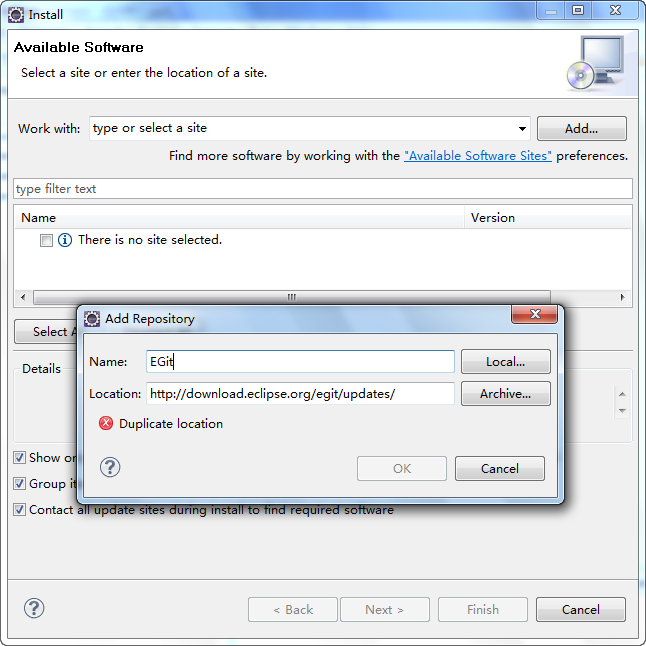 Install
Available Software
Select a site or enter the location of a site.
Work with: type or select a site Add...
Find more software by working with the "Available Software Sites" preferences.
type filter text
Name Version
There is no site selected.
Select A
Add Repository
Name: EGit Local...
Location: http://download.eclipse.org/egit/updates/ Archive...
Duplicate location
OK Cancel
Details
Show or
Group it
Contact all update sites during install to find required software
< Back Next > Finish Cancel